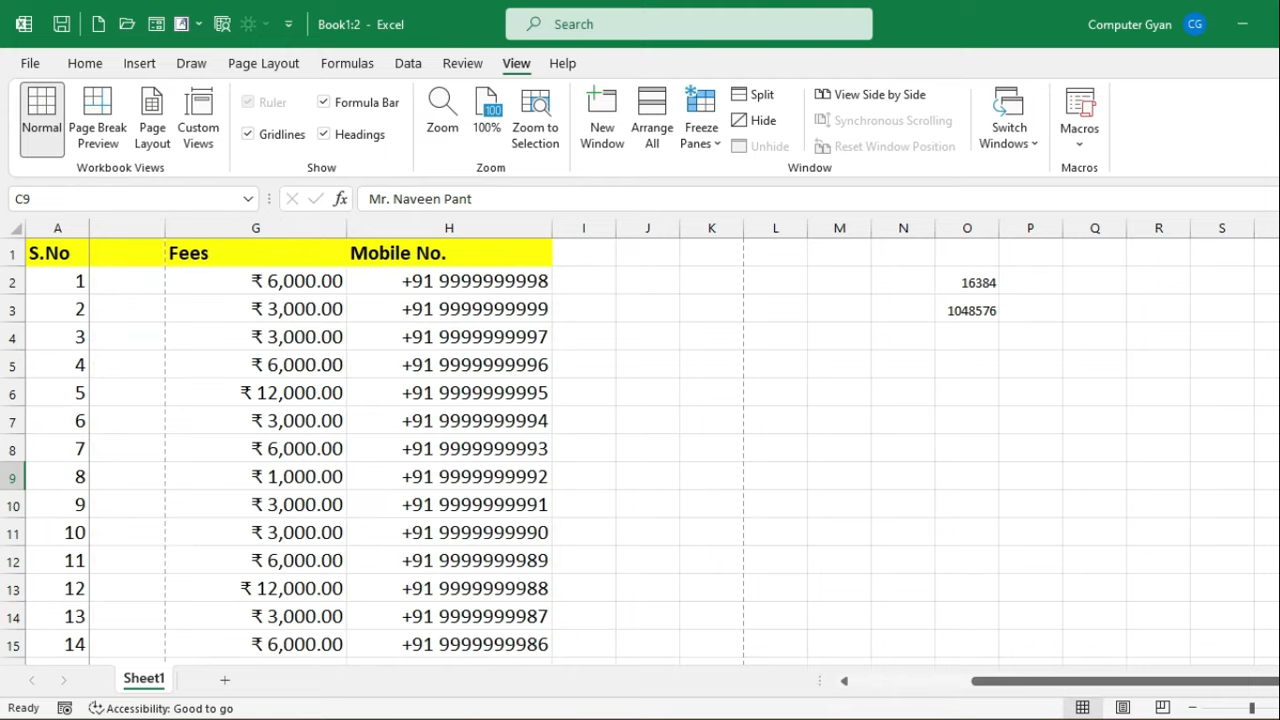 Book1:2 - Excel
Search
Computer Gyan CG
File Home Insert Draw Page Layout Formulas Data Review View Help
Normal
Page Break Preview
Page Layout
Custom Views
Workbook Views
Ruler
Formula Bar
Gridlines
Headings
Show
Zoom
100
100%
Zoom to Selection
Zoom
New Window
Arrange All
Freeze Panes
Split
Hide
Unhide
View Side by Side
Synchronous Scrolling
Reset Window Position
Window
Switch Windows
Macros
Macros
C9 fx Mr. Naveen Pant
A G H I J K L M N O P Q R S
1 S.No Fees Mobile No.
2 1 ₹ 6,000.00 +91 9999999998 16384
3 2 ₹ 3,000.00 +91 9999999999 1048576
4 3 ₹ 3,000.00 +91 9999999997
5 4 ₹ 6,000.00 +91 9999999996
6 5 ₹ 12,000.00 +91 9999999995
7 6 ₹ 3,000.00 +91 9999999994
8 7 ₹ 6,000.00 +91 9999999993
9 8 ₹ 1,000.00 +91 9999999992
10 9 ₹ 3,000.00 +91 9999999991
11 10 ₹ 3,000.00 +91 9999999990
12 11 ₹ 6,000.00 +91 9999999989
13 12 ₹ 12,000.00 +91 9999999988
14 13 ₹ 3,000.00 +91 9999999987
15 14 ₹ 6,000.00 +91 9999999986
Sheet1
Ready Accessibility: Good to go